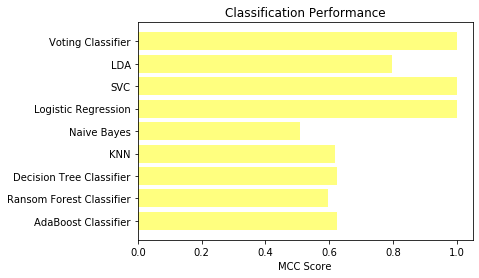 Classification Performance
Voting Classifier
LDA
SVC
Logistic Regression
Naive Bayes
KNN
Decision Tree Classifier
Ransom Forest Classifier
AdaBoost Classifier
0.0 0.2 0.4 0.6 0.8 1.0
MCC Score